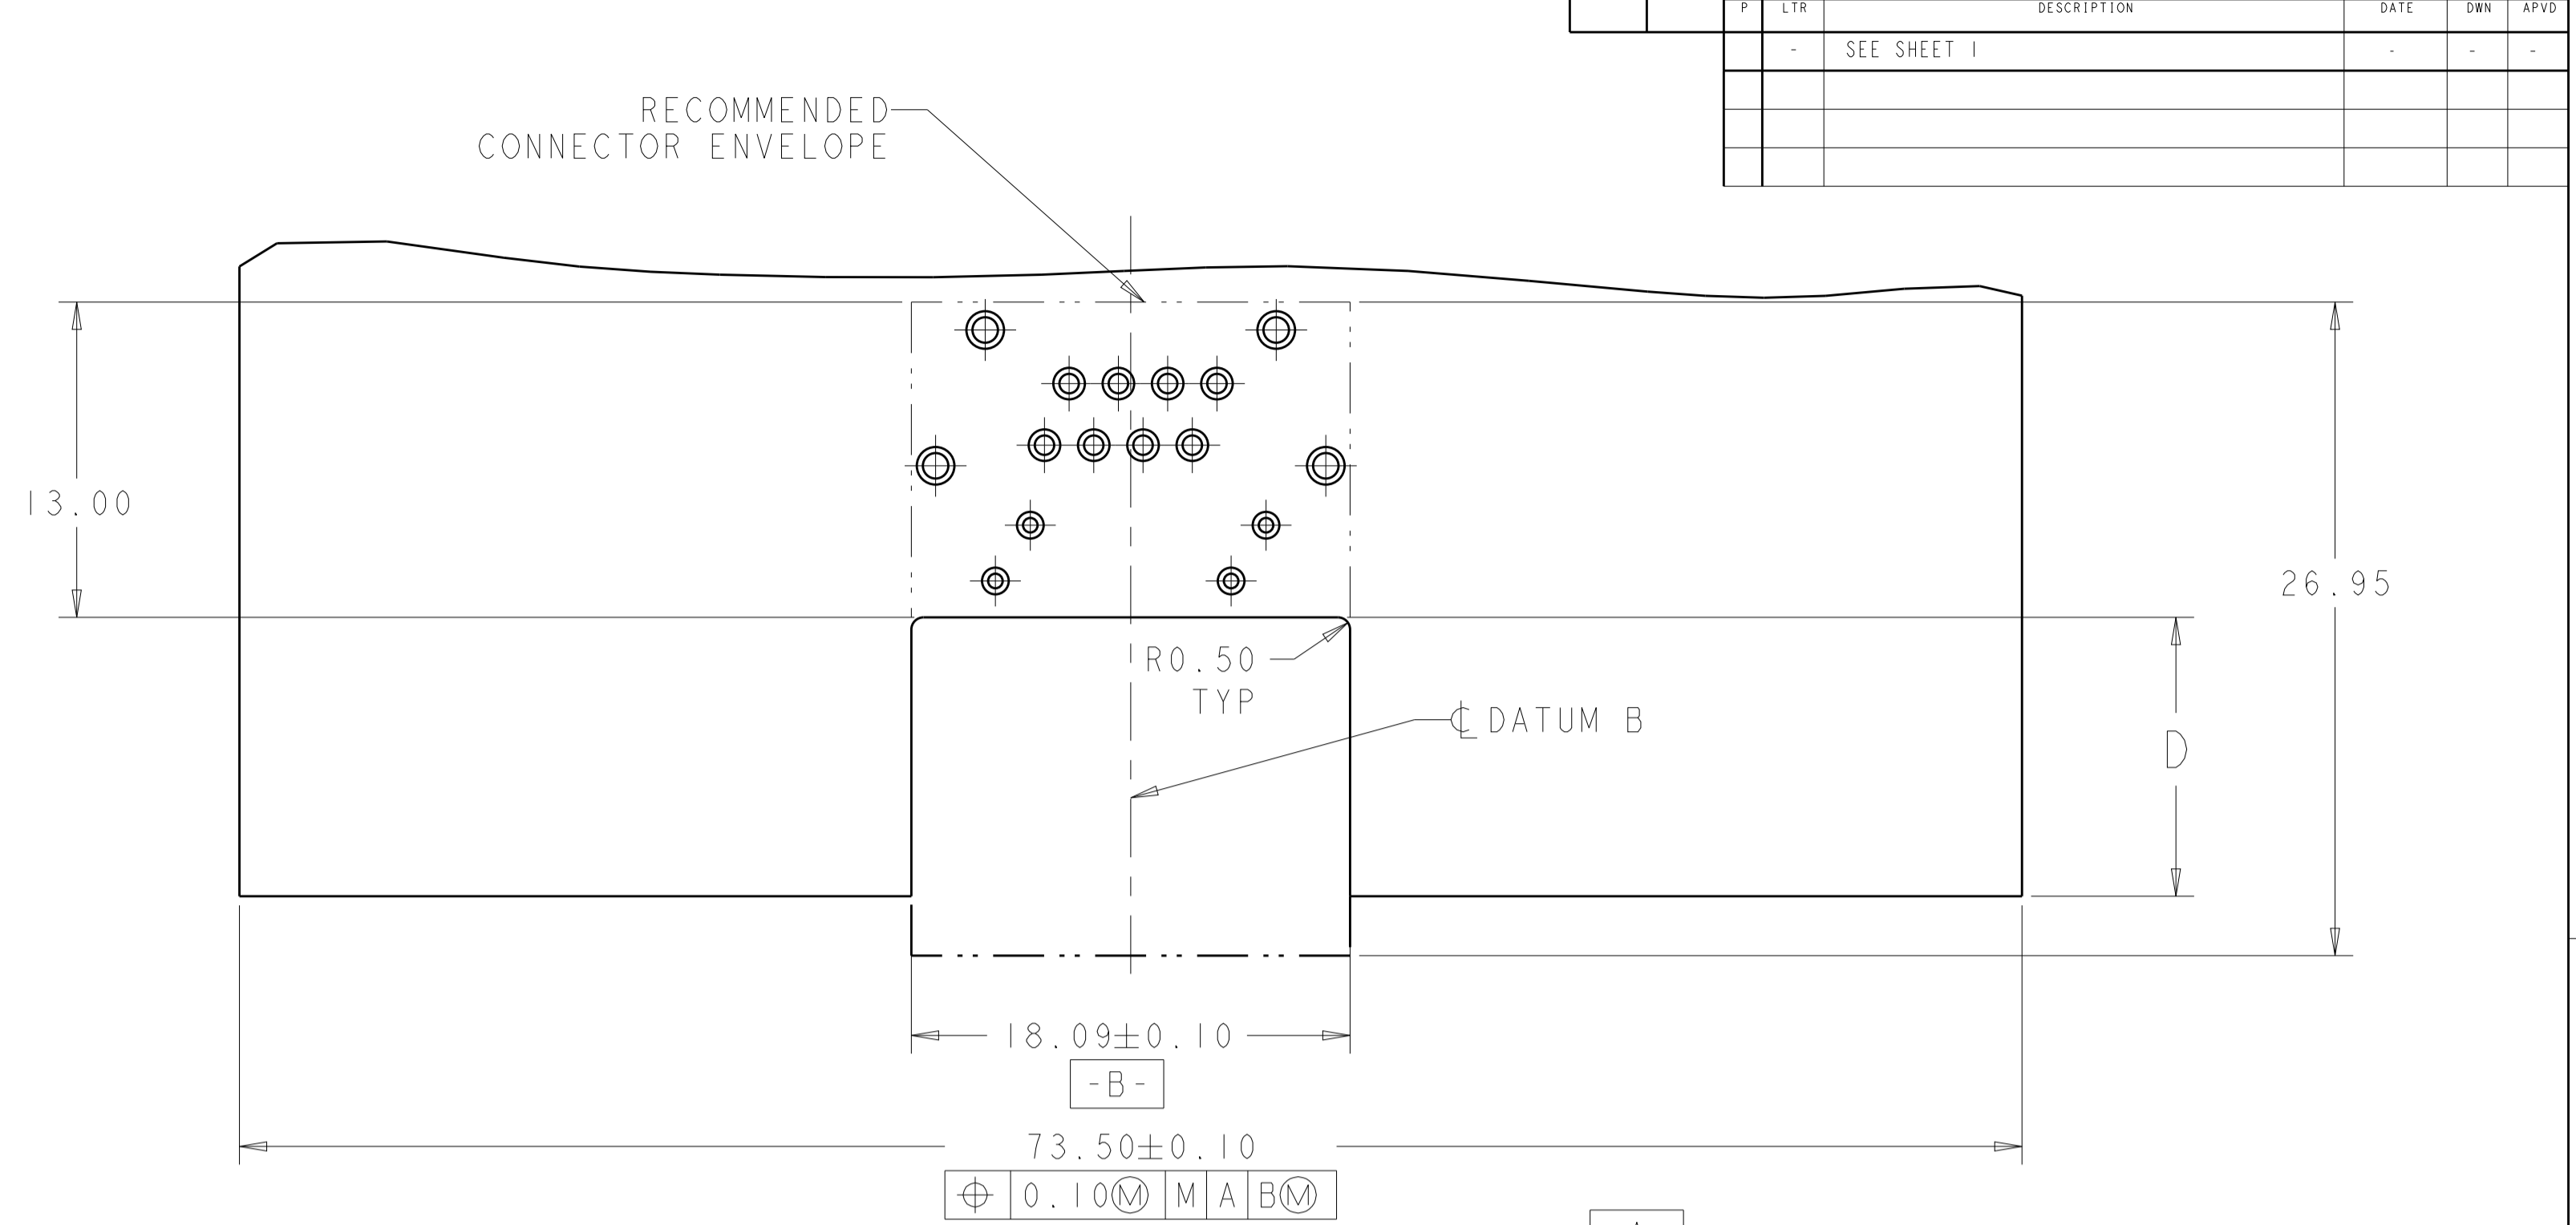 P LTR DESCRIPTION DATE DWN APVD
- SEE SHEET 1 - - -
RECOMMENDED
CONNECTOR ENVELOPE
13.00
26.95
R0.50
TYP
℄ DATUM B
D
18.09±0.10
-B-
73.50±0.10
⌖ 0.10Ⓜ M A BⓂ